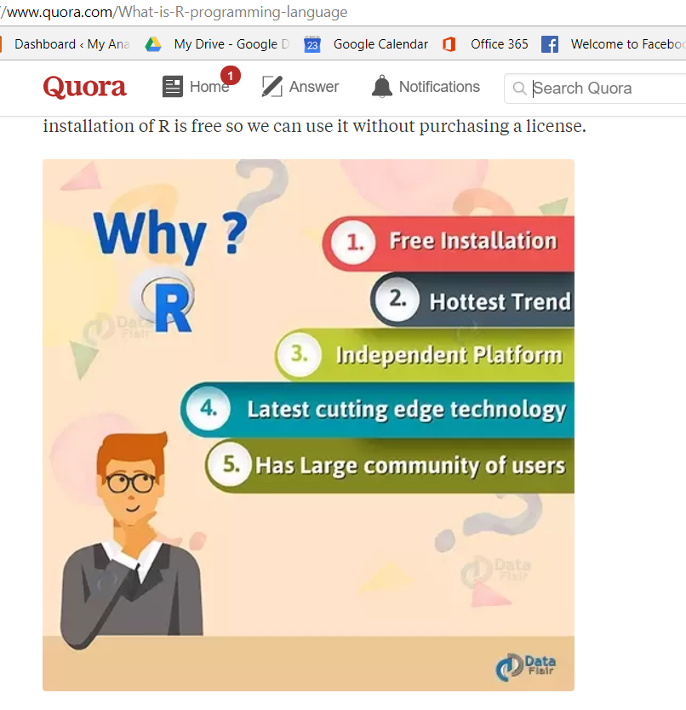 /www.quora.com/What-is-R-programming-language
Dashboard ‹ My Ana My Drive - Google D 23 Google Calendar Office 365 Welcome to Faceboo
Quora Home 1 Answer Notifications Search Quora
installation of R is free so we can use it without purchasing a license.
Why ?
R
1. Free Installation
2. Hottest Trend
3. Independent Platform
4. Latest cutting edge technology
5. Has Large community of users
Data
Flair
Data
Flair
Data
Flair